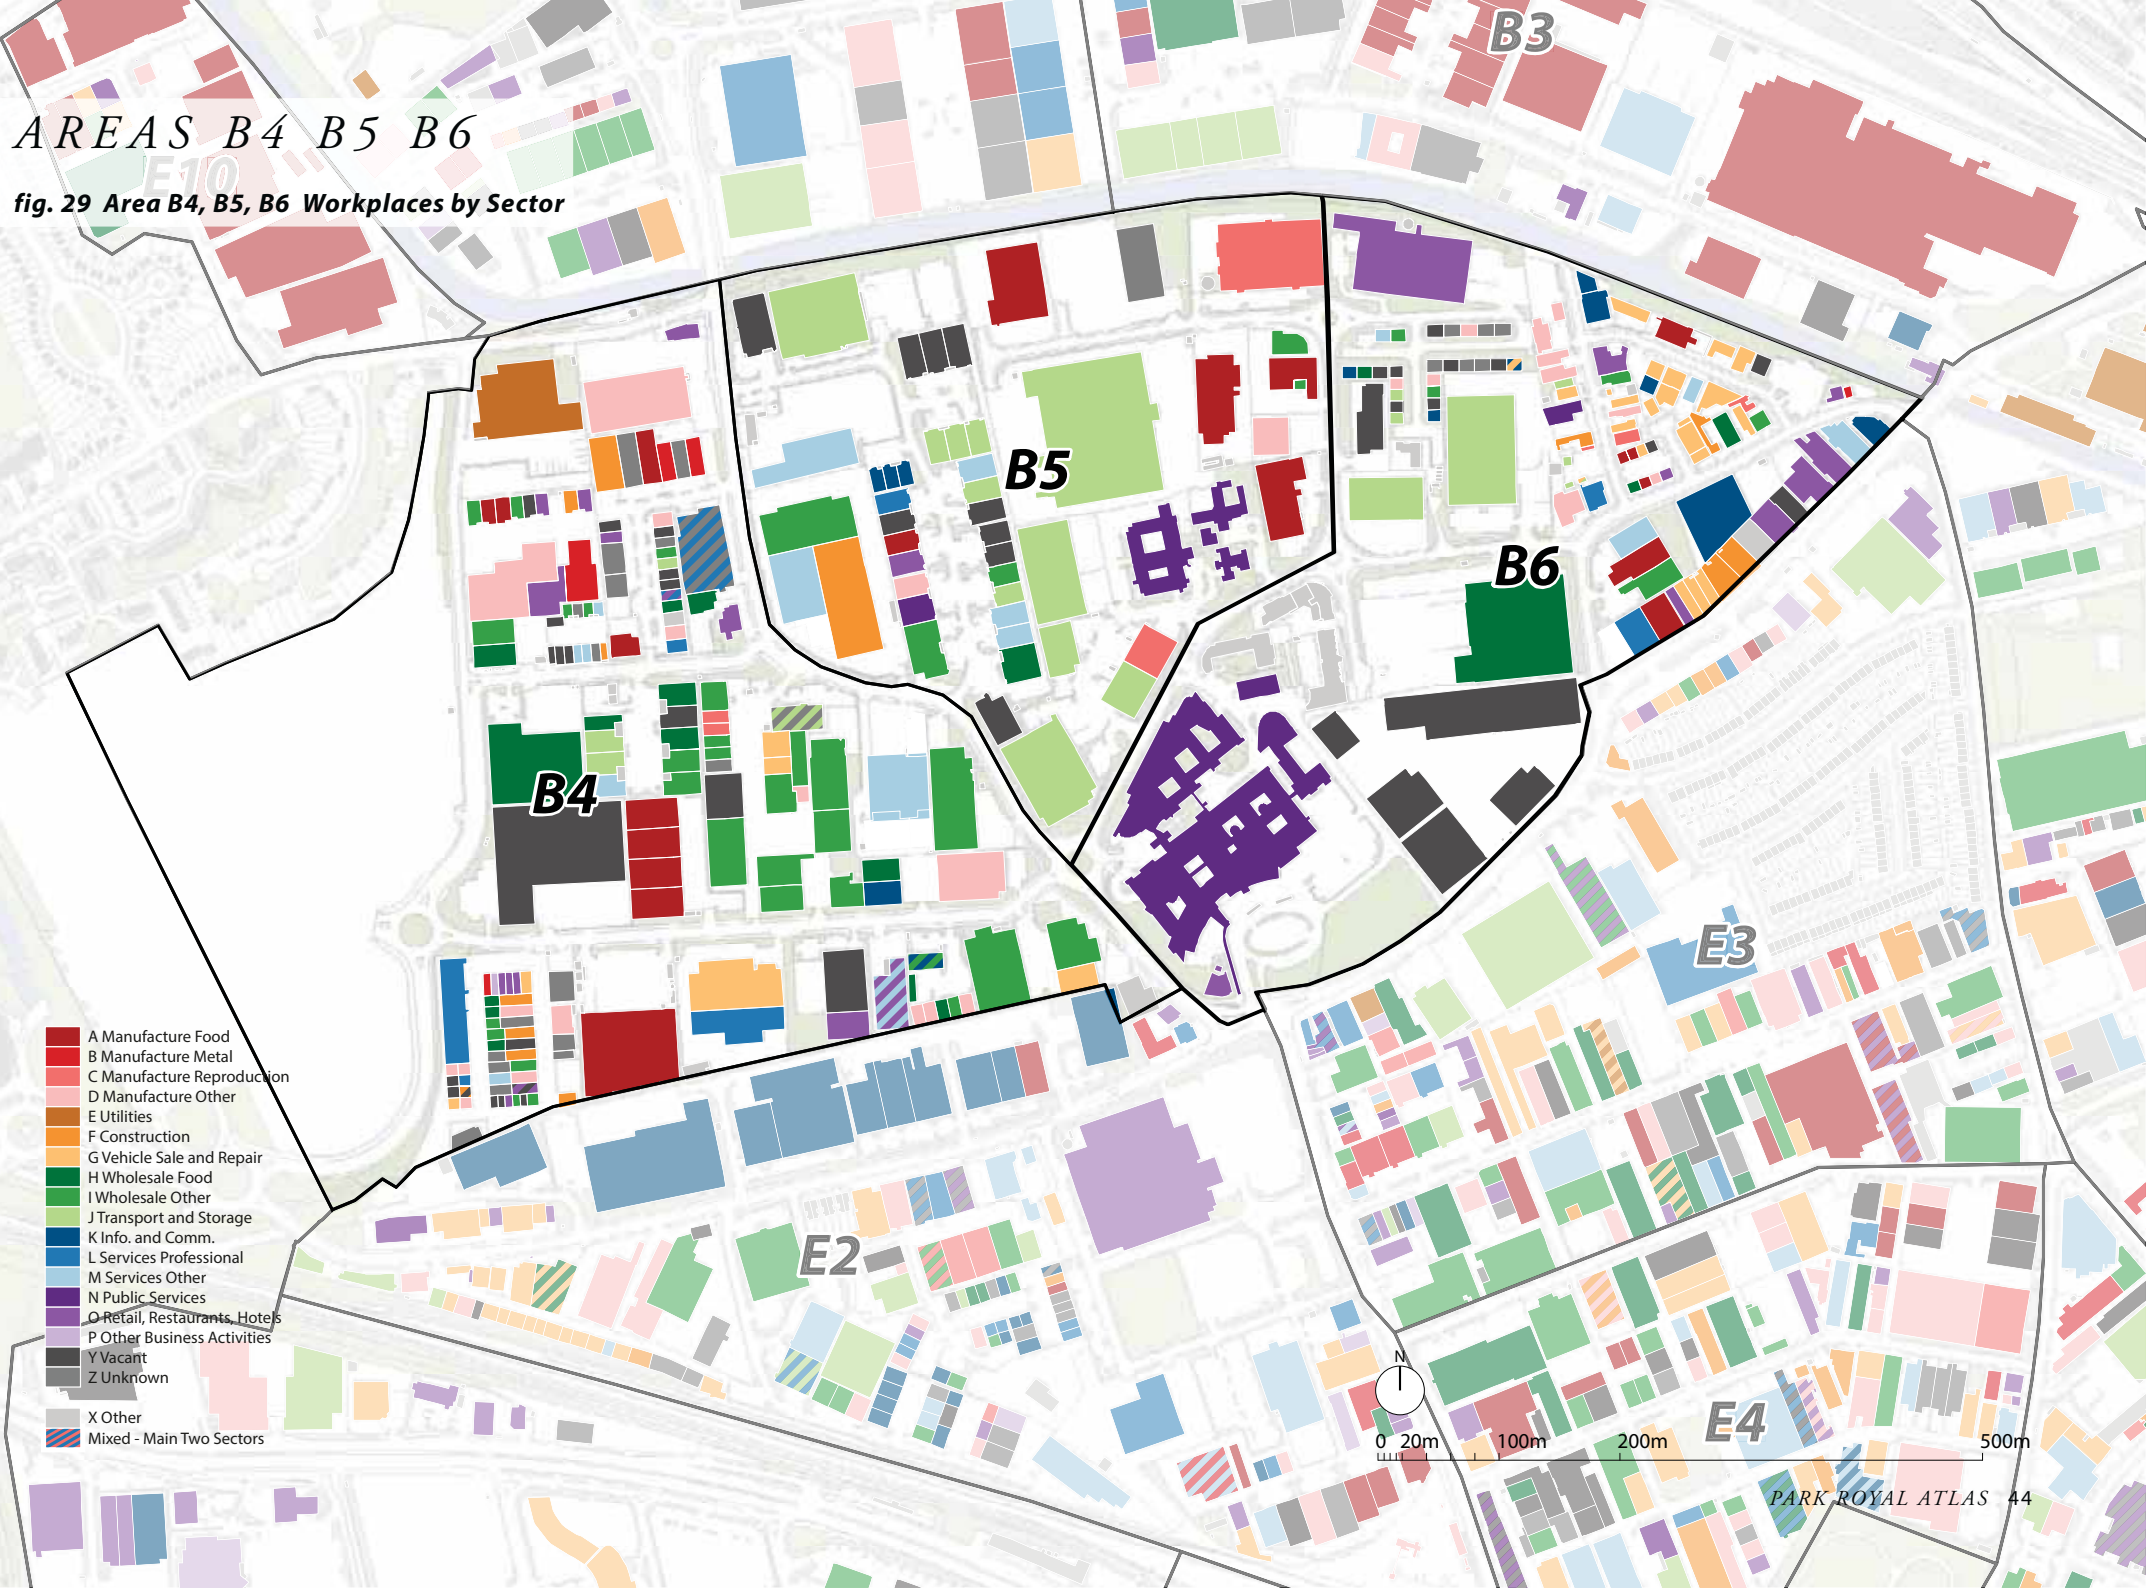 B3
AREAS B4 B5 B6
E10
fig. 29 Area B4, B5, B6 Workplaces by Sector
B5
B6
B4
E3
A Manufacture Food
B Manufacture Metal
C Manufacture Reproduction
D Manufacture Other
E Utilities
F Construction
G Vehicle Sale and Repair
H Wholesale Food
I Wholesale Other
J Transport and Storage
K Info. and Comm.
L Services Professional
M Services Other
N Public Services
O Retail, Restaurants, Hotels
P Other Business Activities
Y Vacant
Z Unknown
X Other
Mixed - Main Two Sectors
E2
N
E4
0 20m 100m 200m 500m
PARK ROYAL ATLAS 44